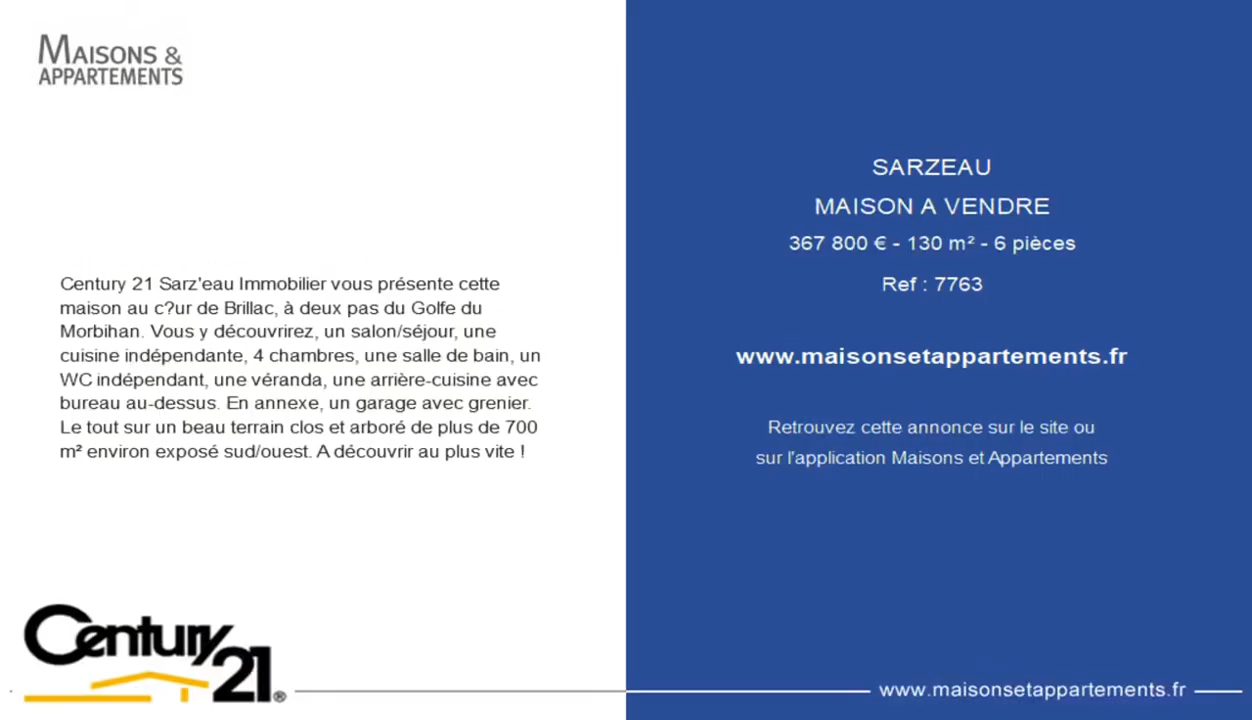 MAISONS &
APPARTEMENTS
Century 21 Sarz'eau Immobilier vous présente cette
maison au c?ur de Brillac, à deux pas du Golfe du
Morbihan. Vous y découvrirez, un salon/séjour, une
cuisine indépendante, 4 chambres, une salle de bain, un
WC indépendant, une véranda, une arrière-cuisine avec
bureau au-dessus. En annexe, un garage avec grenier.
Le tout sur un beau terrain clos et arboré de plus de 700
m² environ exposé sud/ouest. A découvrir au plus vite !
Century 21®
SARZEAU
MAISON A VENDRE
367 800 € - 130 m² - 6 pièces
Ref : 7763
www.maisonsetappartements.fr
Retrouvez cette annonce sur le site ou
sur l'application Maisons et Appartements
www.maisonsetappartements.fr